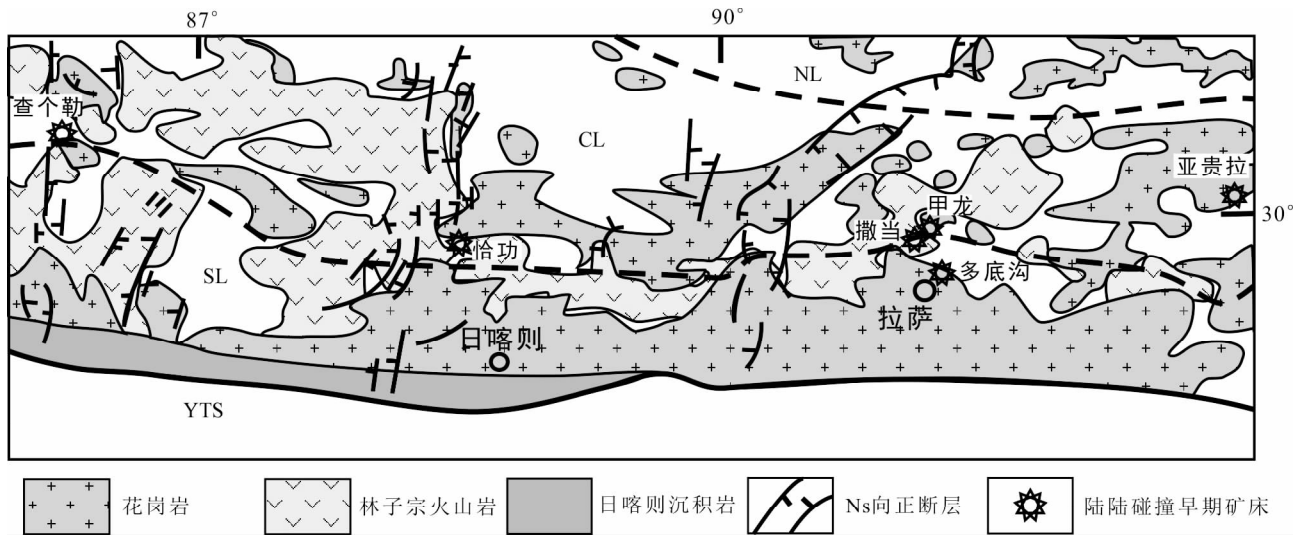 87°
90°
NL
查个勒
CL
亚贵拉
甲龙
30°
撒当
恰功
SL
多底沟
拉萨
日喀则
YTS
花岗岩
林子宗火山岩
日喀则沉积岩
Ns向正断层
陆陆碰撞早期矿床